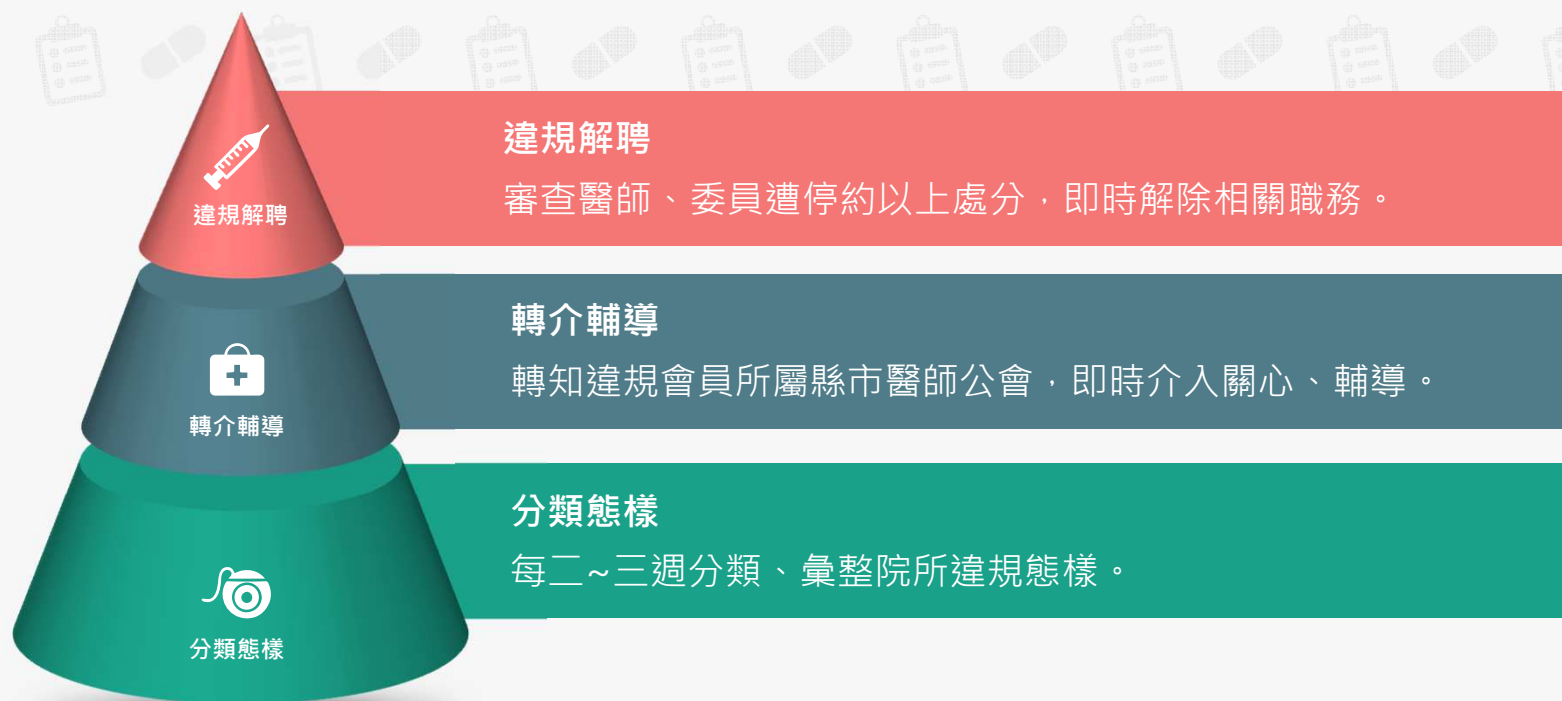 違規解聘
違規解聘
審查醫師、委員遭停約以上處分，即時解除相關職務。
轉介輔導
轉介輔導
轉知違規會員所屬縣市醫師公會，即時介入關心、輔導。
分類態樣
分類態樣
每二~三週分類、彙整院所違規態樣。